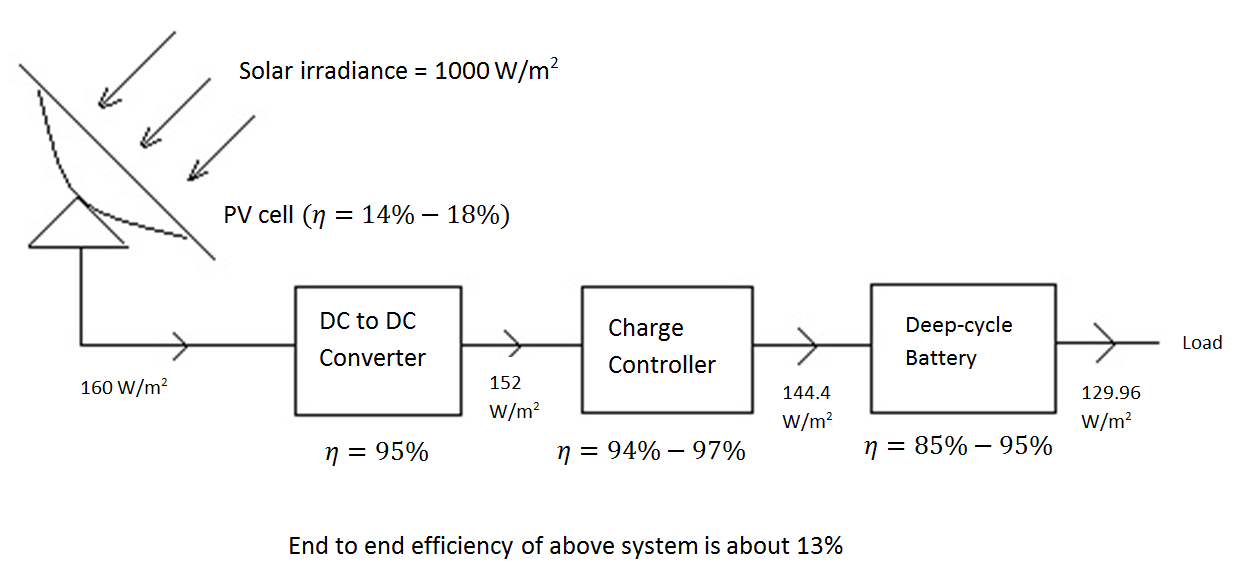 Solar irradiance = 1000 W/m²
PV cell (η = 14% − 18%)
DC to DC
Converter
Charge
Controller
Deep-cycle
Battery
Load
160 W/m²
152
W/m²
144.4
W/m²
129.96
W/m²
η = 95%
η = 94% − 97%
η = 85% − 95%
End to end efficiency of above system is about 13%